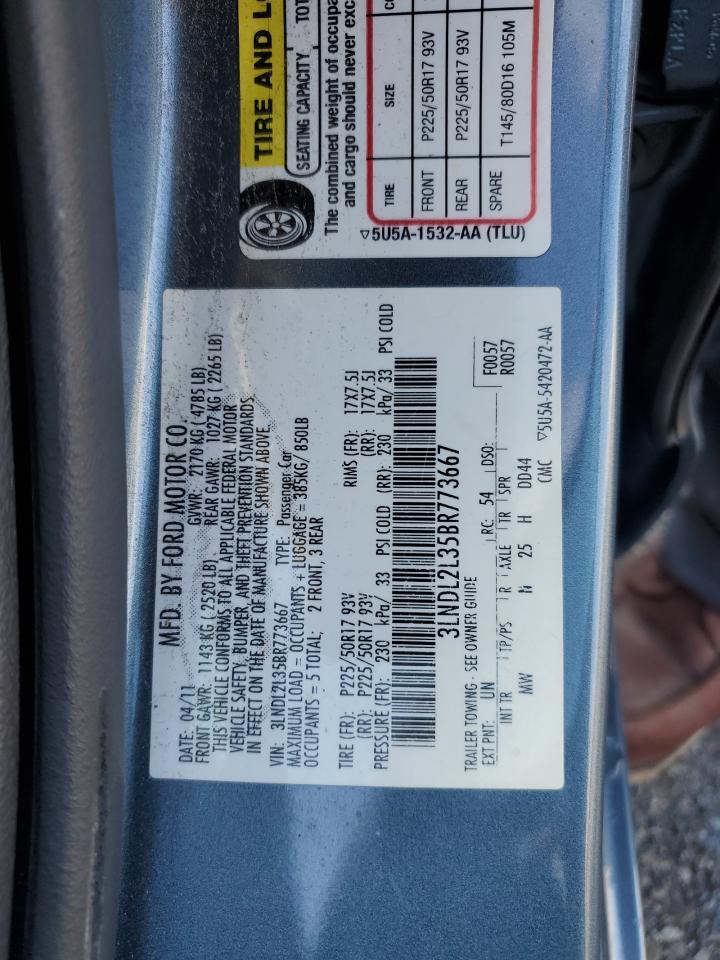 MFD. BY FORD MOTOR CO.
DATE: 04/11 GVWR: 2170 KG ( 4785 LB)
FRONT GAWR: 1143 KG ( 2520 LB) REAR GAWR: 1027 KG ( 2265 LB)
THIS VEHICLE CONFORMS TO ALL APPLICABLE FEDERAL MOTOR
VEHICLE SAFETY, BUMPER, AND THEFT PREVENTION STANDARDS
IN EFFECT ON THE DATE OF MANUFACTURE SHOWN ABOVE.
VIN: 3LNDL2L35BR773667 TYPE: Passenger Car
MAXIMUM LOAD = OCCUPANTS + LUGGAGE = 385KG/ 850LB
OCCUPANTS = 5 TOTAL; 2 FRONT, 3 REAR
TIRE (FR): P225/50R17 93V RIMS (FR): 17X7.5J
(RR): P225/50R17 93V (RR): 17X7.5J
PRESSURE (FR): 230 kPa/ 33 PSI COLD (RR): 230 kPa/ 33 PSI COLD
3LNDL2L35BR773667
TRAILER TOWING - SEE OWNER GUIDE F0057
EXT PNT: UN RC: 54 DSO: R0057
INT TR TP/PS R AXLE TR SPR
MW N 25 H DD44
CMC ▽5U5A-5420472-AA
TIRE AND LO
SEATING CAPACITY TOT
The combined weight of occupa
and cargo should never exc
TIRE SIZE CO
FRONT P225/50R17 93V
REAR P225/50R17 93V
SPARE T145/80D16 105M
▽5U5A-1532-AA (TLU)